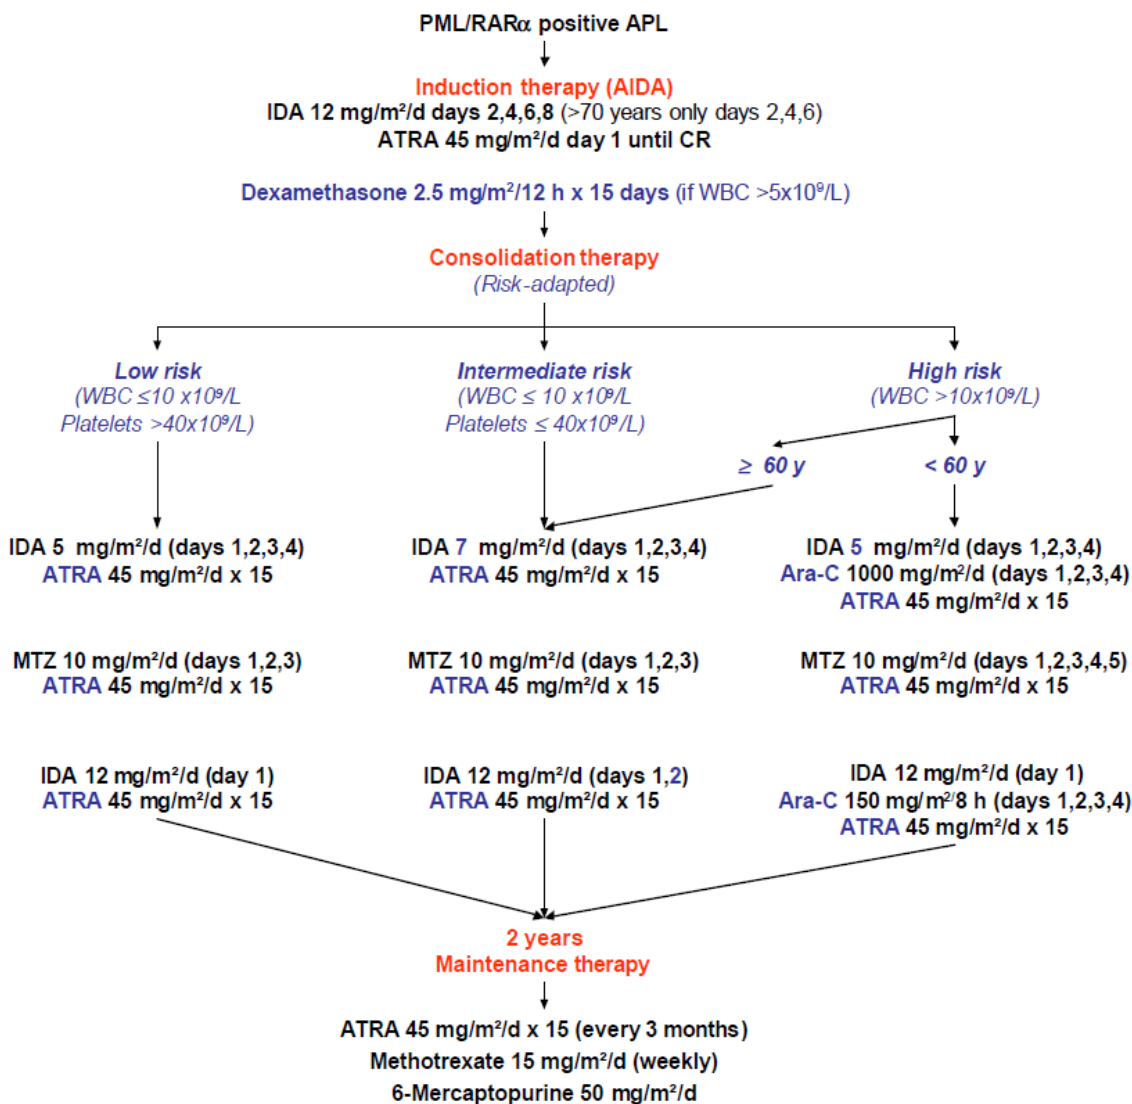 PML/RARα positive APL
Induction therapy (AIDA)
IDA 12 mg/m²/d days 2,4,6,8 (>70 years only days 2,4,6)
ATRA 45 mg/m²/d day 1 until CR
Dexamethasone 2.5 mg/m²/12 h x 15 days (if WBC >5x10⁹/L)
Consolidation therapy
(Risk-adapted)
Low risk
(WBC ≤10 x10⁹/L
Platelets >40x10⁹/L)
Intermediate risk
(WBC ≤ 10 x10⁹/L
Platelets ≤ 40x10⁹/L)
High risk
(WBC >10x10⁹/L)
≥ 60 y
< 60 y
IDA 5 mg/m²/d (days 1,2,3,4)
ATRA 45 mg/m²/d x 15
IDA 7 mg/m²/d (days 1,2,3,4)
ATRA 45 mg/m²/d x 15
IDA 5 mg/m²/d (days 1,2,3,4)
Ara-C 1000 mg/m²/d (days 1,2,3,4)
ATRA 45 mg/m²/d x 15
MTZ 10 mg/m²/d (days 1,2,3)
ATRA 45 mg/m²/d x 15
MTZ 10 mg/m²/d (days 1,2,3)
ATRA 45 mg/m²/d x 15
MTZ 10 mg/m²/d (days 1,2,3,4,5)
ATRA 45 mg/m²/d x 15
IDA 12 mg/m²/d (day 1)
ATRA 45 mg/m²/d x 15
IDA 12 mg/m²/d (days 1,2)
ATRA 45 mg/m²/d x 15
IDA 12 mg/m²/d (day 1)
Ara-C 150 mg/m²/8 h (days 1,2,3,4)
ATRA 45 mg/m²/d x 15
2 years
Maintenance therapy
ATRA 45 mg/m²/d x 15 (every 3 months)
Methotrexate 15 mg/m²/d (weekly)
6-Mercaptopurine 50 mg/m²/d